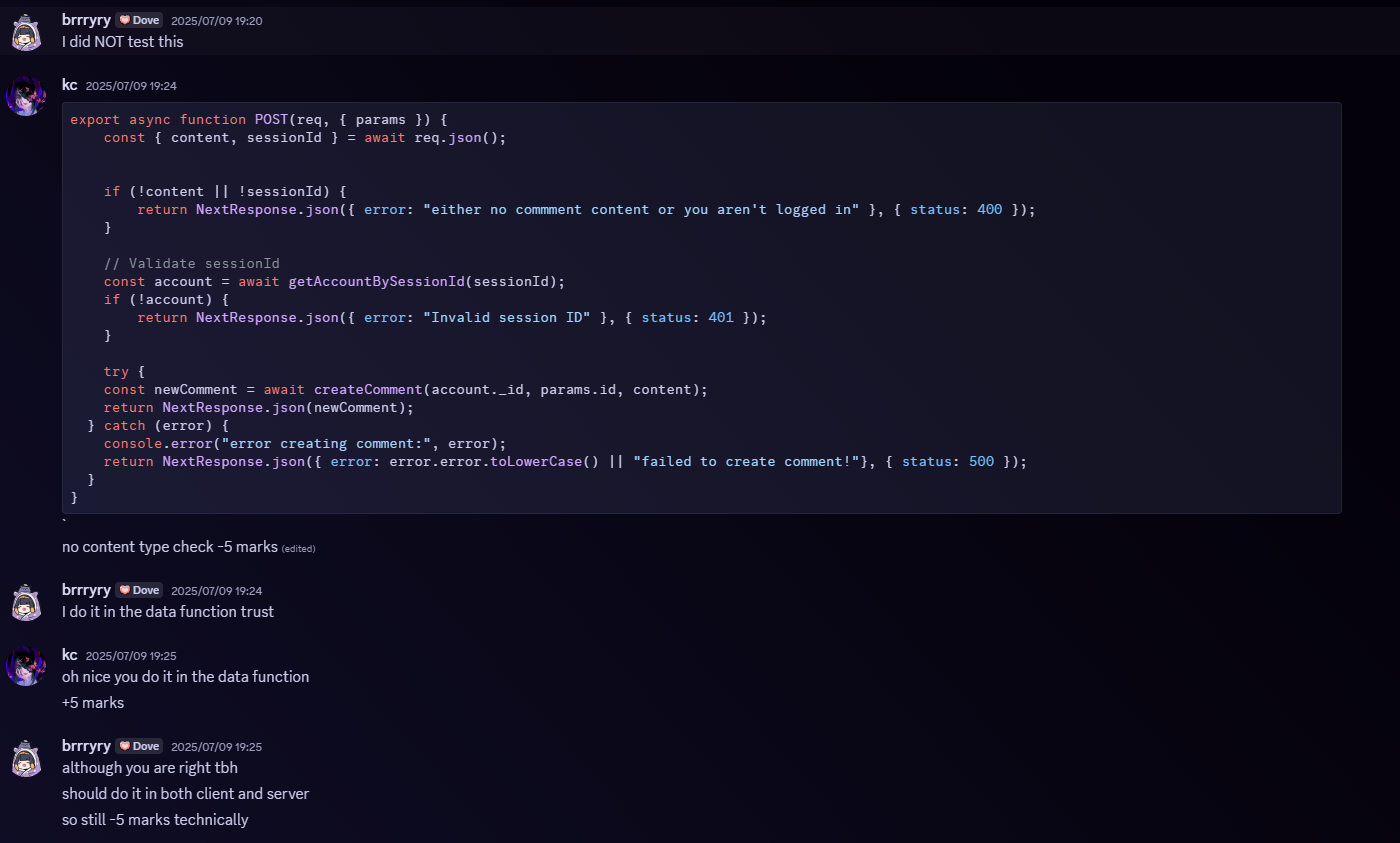 brrryry Dove 2025/07/09 19:20
I did NOT test this
kc 2025/07/09 19:24
export async function POST(req, { params }) {
    const { content, sessionId } = await req.json();
    if (!content || !sessionId) {
        return NextResponse.json({ error: "either no commment content or you aren't logged in" }, { status: 400 });
    }
    // Validate sessionId
    const account = await getAccountBySessionId(sessionId);
    if (!account) {
        return NextResponse.json({ error: "Invalid session ID" }, { status: 401 });
    }
    try {
    const newComment = await createComment(account._id, params.id, content);
    return NextResponse.json(newComment);
  } catch (error) {
    console.error("error creating comment:", error);
    return NextResponse.json({ error: error.error.toLowerCase() || "failed to create comment!"}, { status: 500 });
  }
}
`
no content type check -5 marks (edited)
brrryry Dove 2025/07/09 19:24
I do it in the data function trust
kc 2025/07/09 19:25
oh nice you do it in the data function
+5 marks
brrryry Dove 2025/07/09 19:25
although you are right tbh
should do it in both client and server
so still -5 marks technically